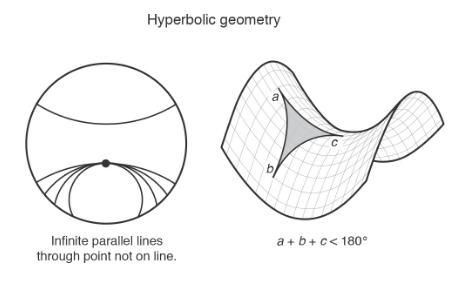 Hyperbolic geometry
a
b
c
Infinite parallel lines
through point not on line.
a + b + c < 180°